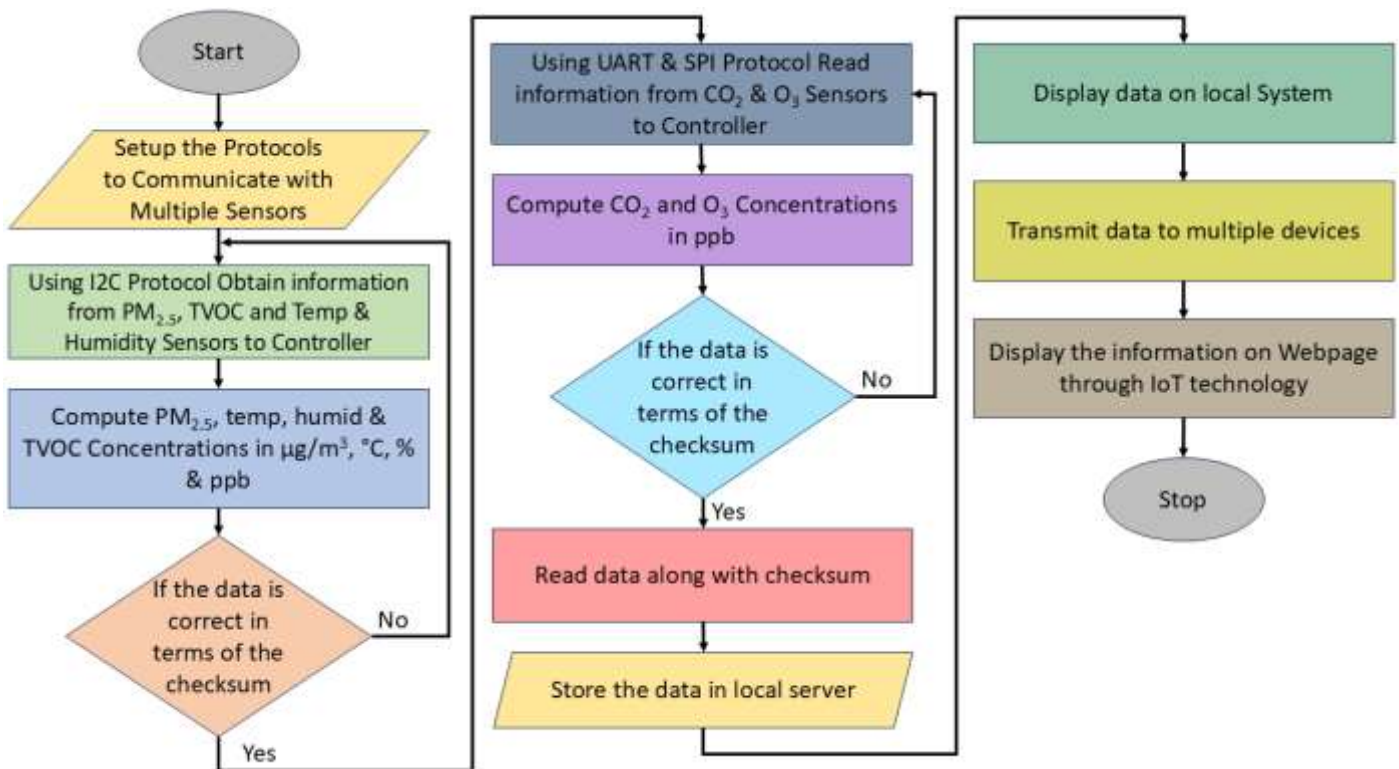 Start
Setup the Protocols
to Communicate with
Multiple Sensors
Using I2C Protocol Obtain information
from PM₂.₅, TVOC and Temp &
Humidity Sensors to Controller
Compute PM₂.₅, temp, humid &
TVOC Concentrations in µg/m³, °C, %
& ppb
If the data is
correct in
terms of the
checksum
No
Yes
Using UART & SPI Protocol Read
information from CO₂ & O₃ Sensors
to Controller
Compute CO₂ and O₃ Concentrations
in ppb
If the data is
correct in
terms of the
checksum
No
Yes
Read data along with checksum
Store the data in local server
Display data on local System
Transmit data to multiple devices
Display the information on Webpage
through IoT technology
Stop